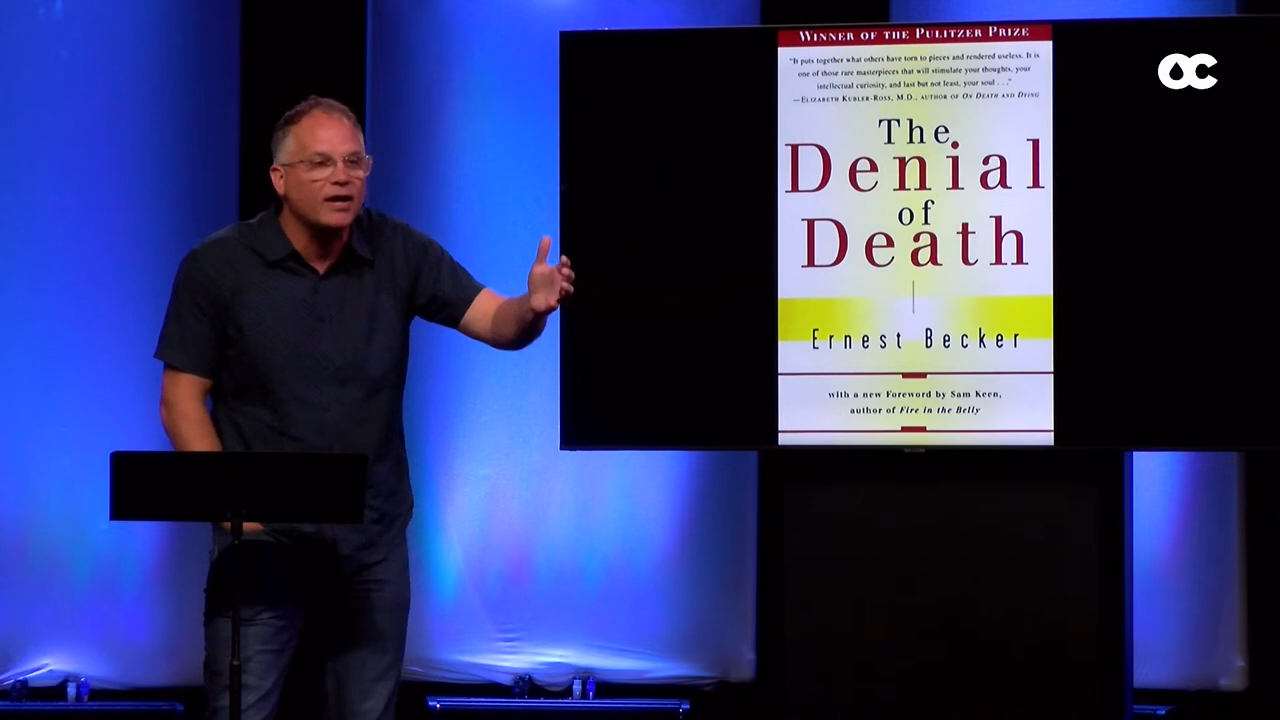 WINNER OF THE PULITZER PRIZE
"It puts together what others have torn to pieces and rendered useless. It is
one of those rare masterpieces that will stimulate your thoughts, your
intellectual curiosity, and last but not least, your soul . . ."
—ELIZABETH KUBLER-ROSS, M.D., AUTHOR OF ON DEATH AND DYING
The
Denial
of
Death
Ernest Becker
with a new Foreword by Sam Keen,
author of Fire in the Belly
OC